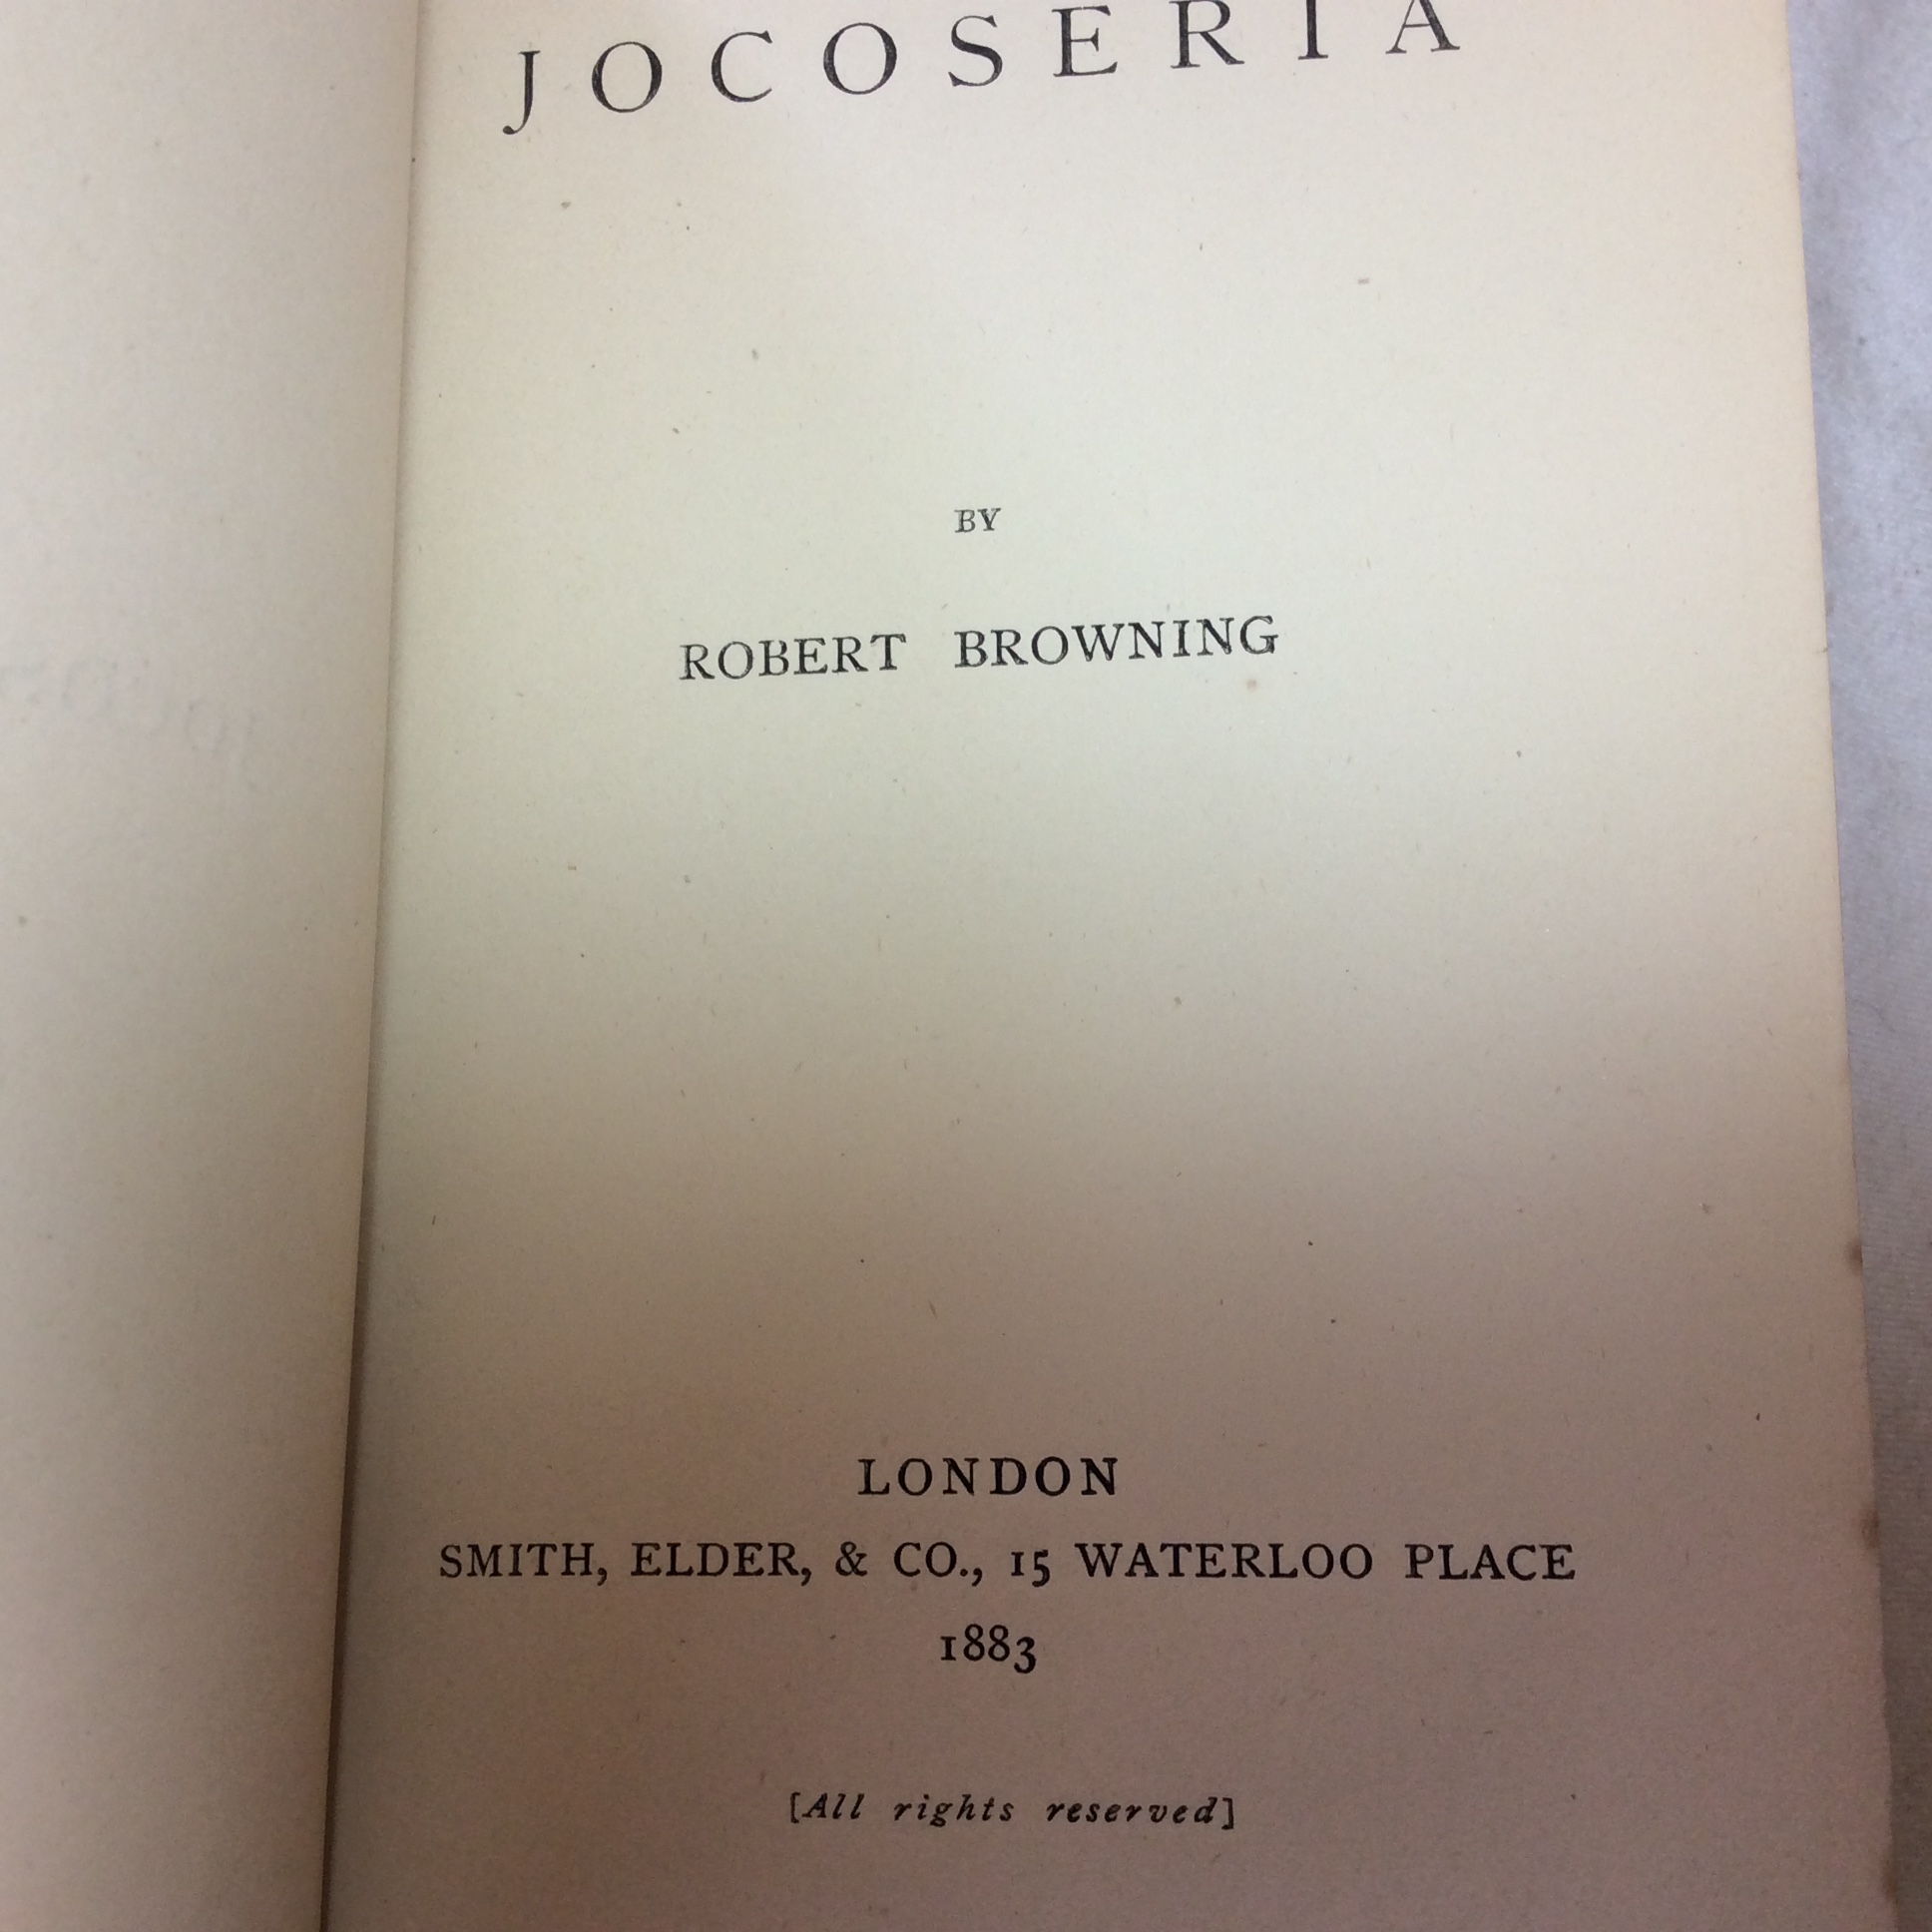 JOCOSERIA
BY
ROBERT BROWNING
LONDON
SMITH, ELDER, & CO., 15 WATERLOO PLACE
1883
[All rights reserved]